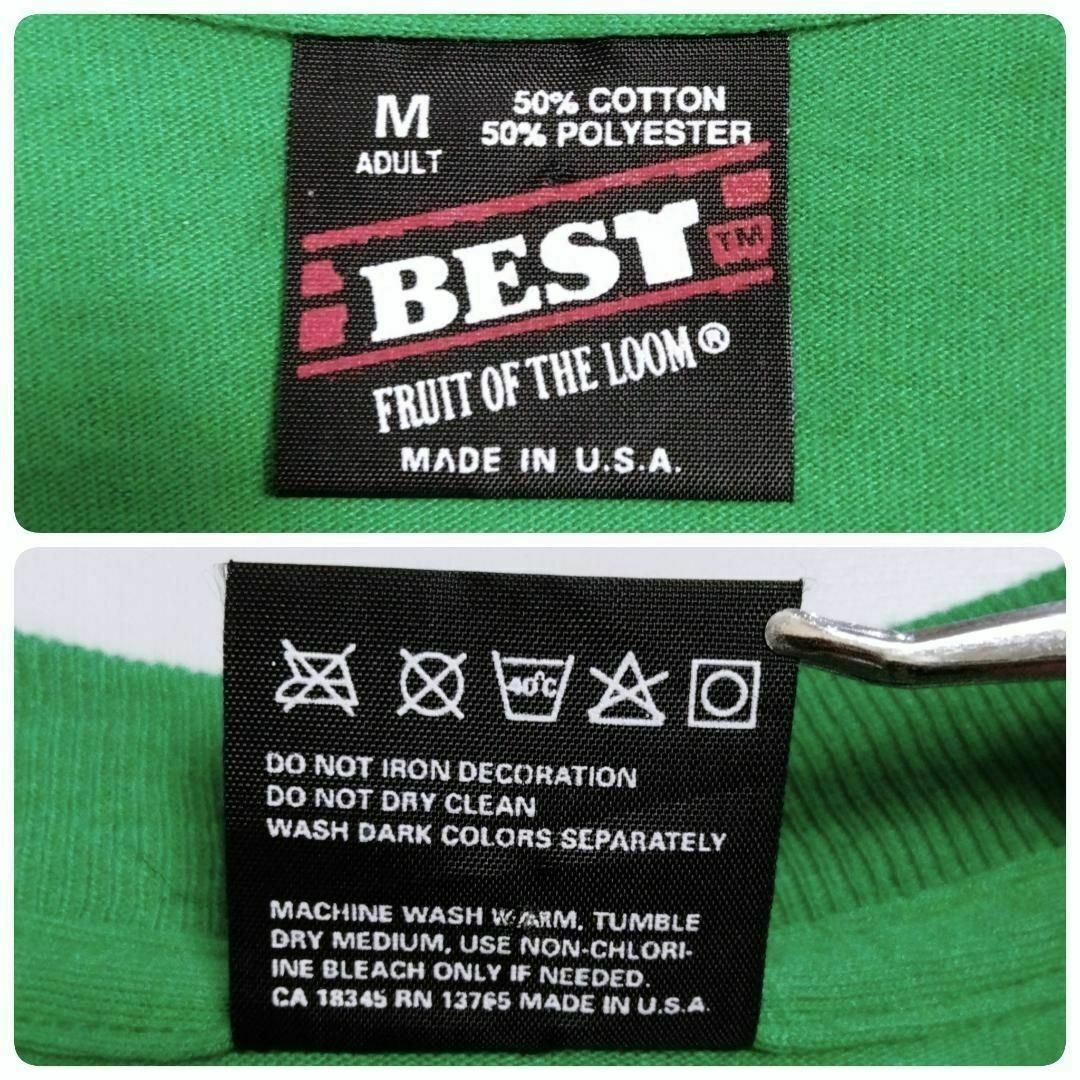 M
ADULT
50% COTTON
50% POLYESTER
BEST
TM
FRUIT OF THE LOOM®
MADE IN U.S.A.
40°C
DO NOT IRON DECORATION
DO NOT DRY CLEAN
WASH DARK COLORS SEPARATELY
MACHINE WASH WARM, TUMBLE
DRY MEDIUM, USE NON-CHLORI-
INE BLEACH ONLY IF NEEDED.
CA 18345 RN 13765 MADE IN U.S.A.